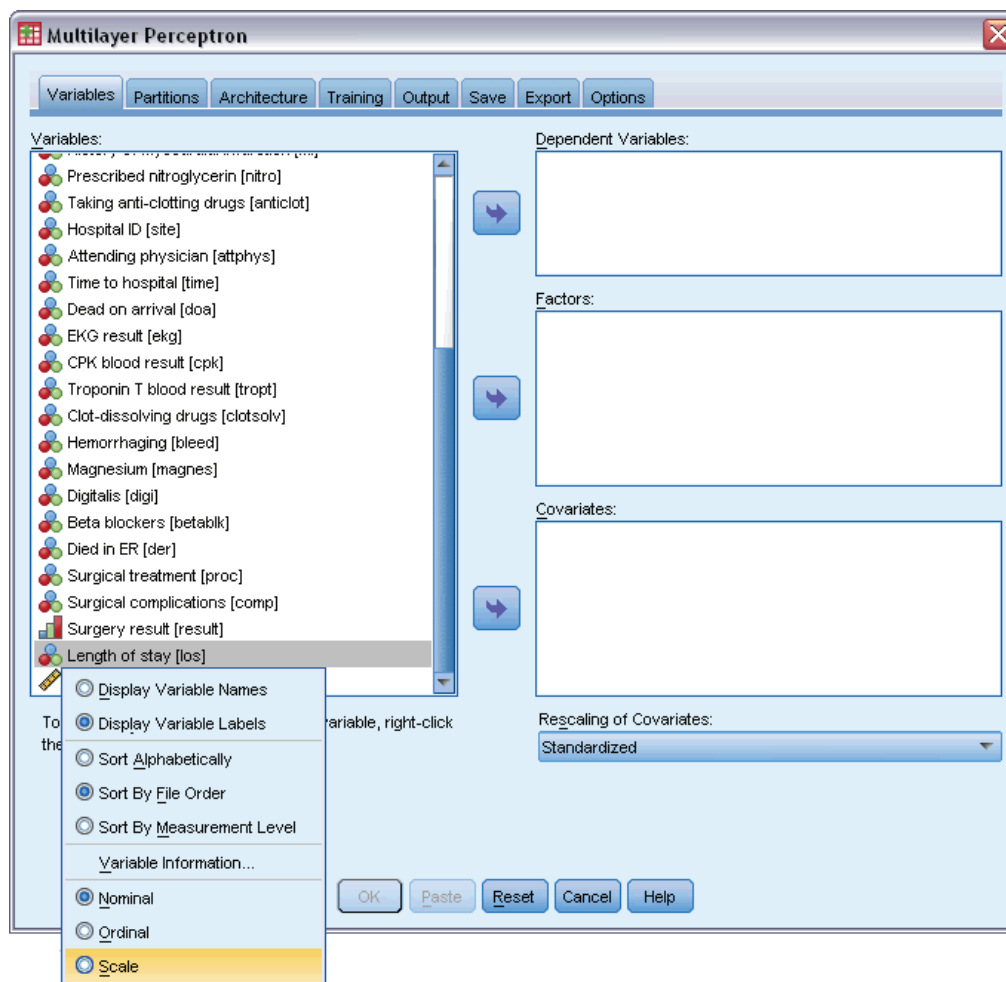 Multilayer Perceptron
Variables Partitions Architecture Training Output Save Export Options
Variables:
Prescribed nitroglycerin [nitro]
Taking anti-clotting drugs [anticlot]
Hospital ID [site]
Attending physician [attphys]
Time to hospital [time]
Dead on arrival [doa]
EKG result [ekg]
CPK blood result [cpk]
Troponin T blood result [tropt]
Clot-dissolving drugs [clotsolv]
Hemorrhaging [bleed]
Magnesium [magnes]
Digitalis [digi]
Beta blockers [betablk]
Died in ER [der]
Surgical treatment [proc]
Surgical complications [comp]
Surgery result [result]
Length of stay [los]
To
variable, right-click
the
Display Variable Names
Display Variable Labels
Sort Alphabetically
Sort By File Order
Sort By Measurement Level
Variable Information...
Nominal
Ordinal
Scale
Dependent Variables:
Factors:
Covariates:
Rescaling of Covariates:
Standardized
OK Paste Reset Cancel Help